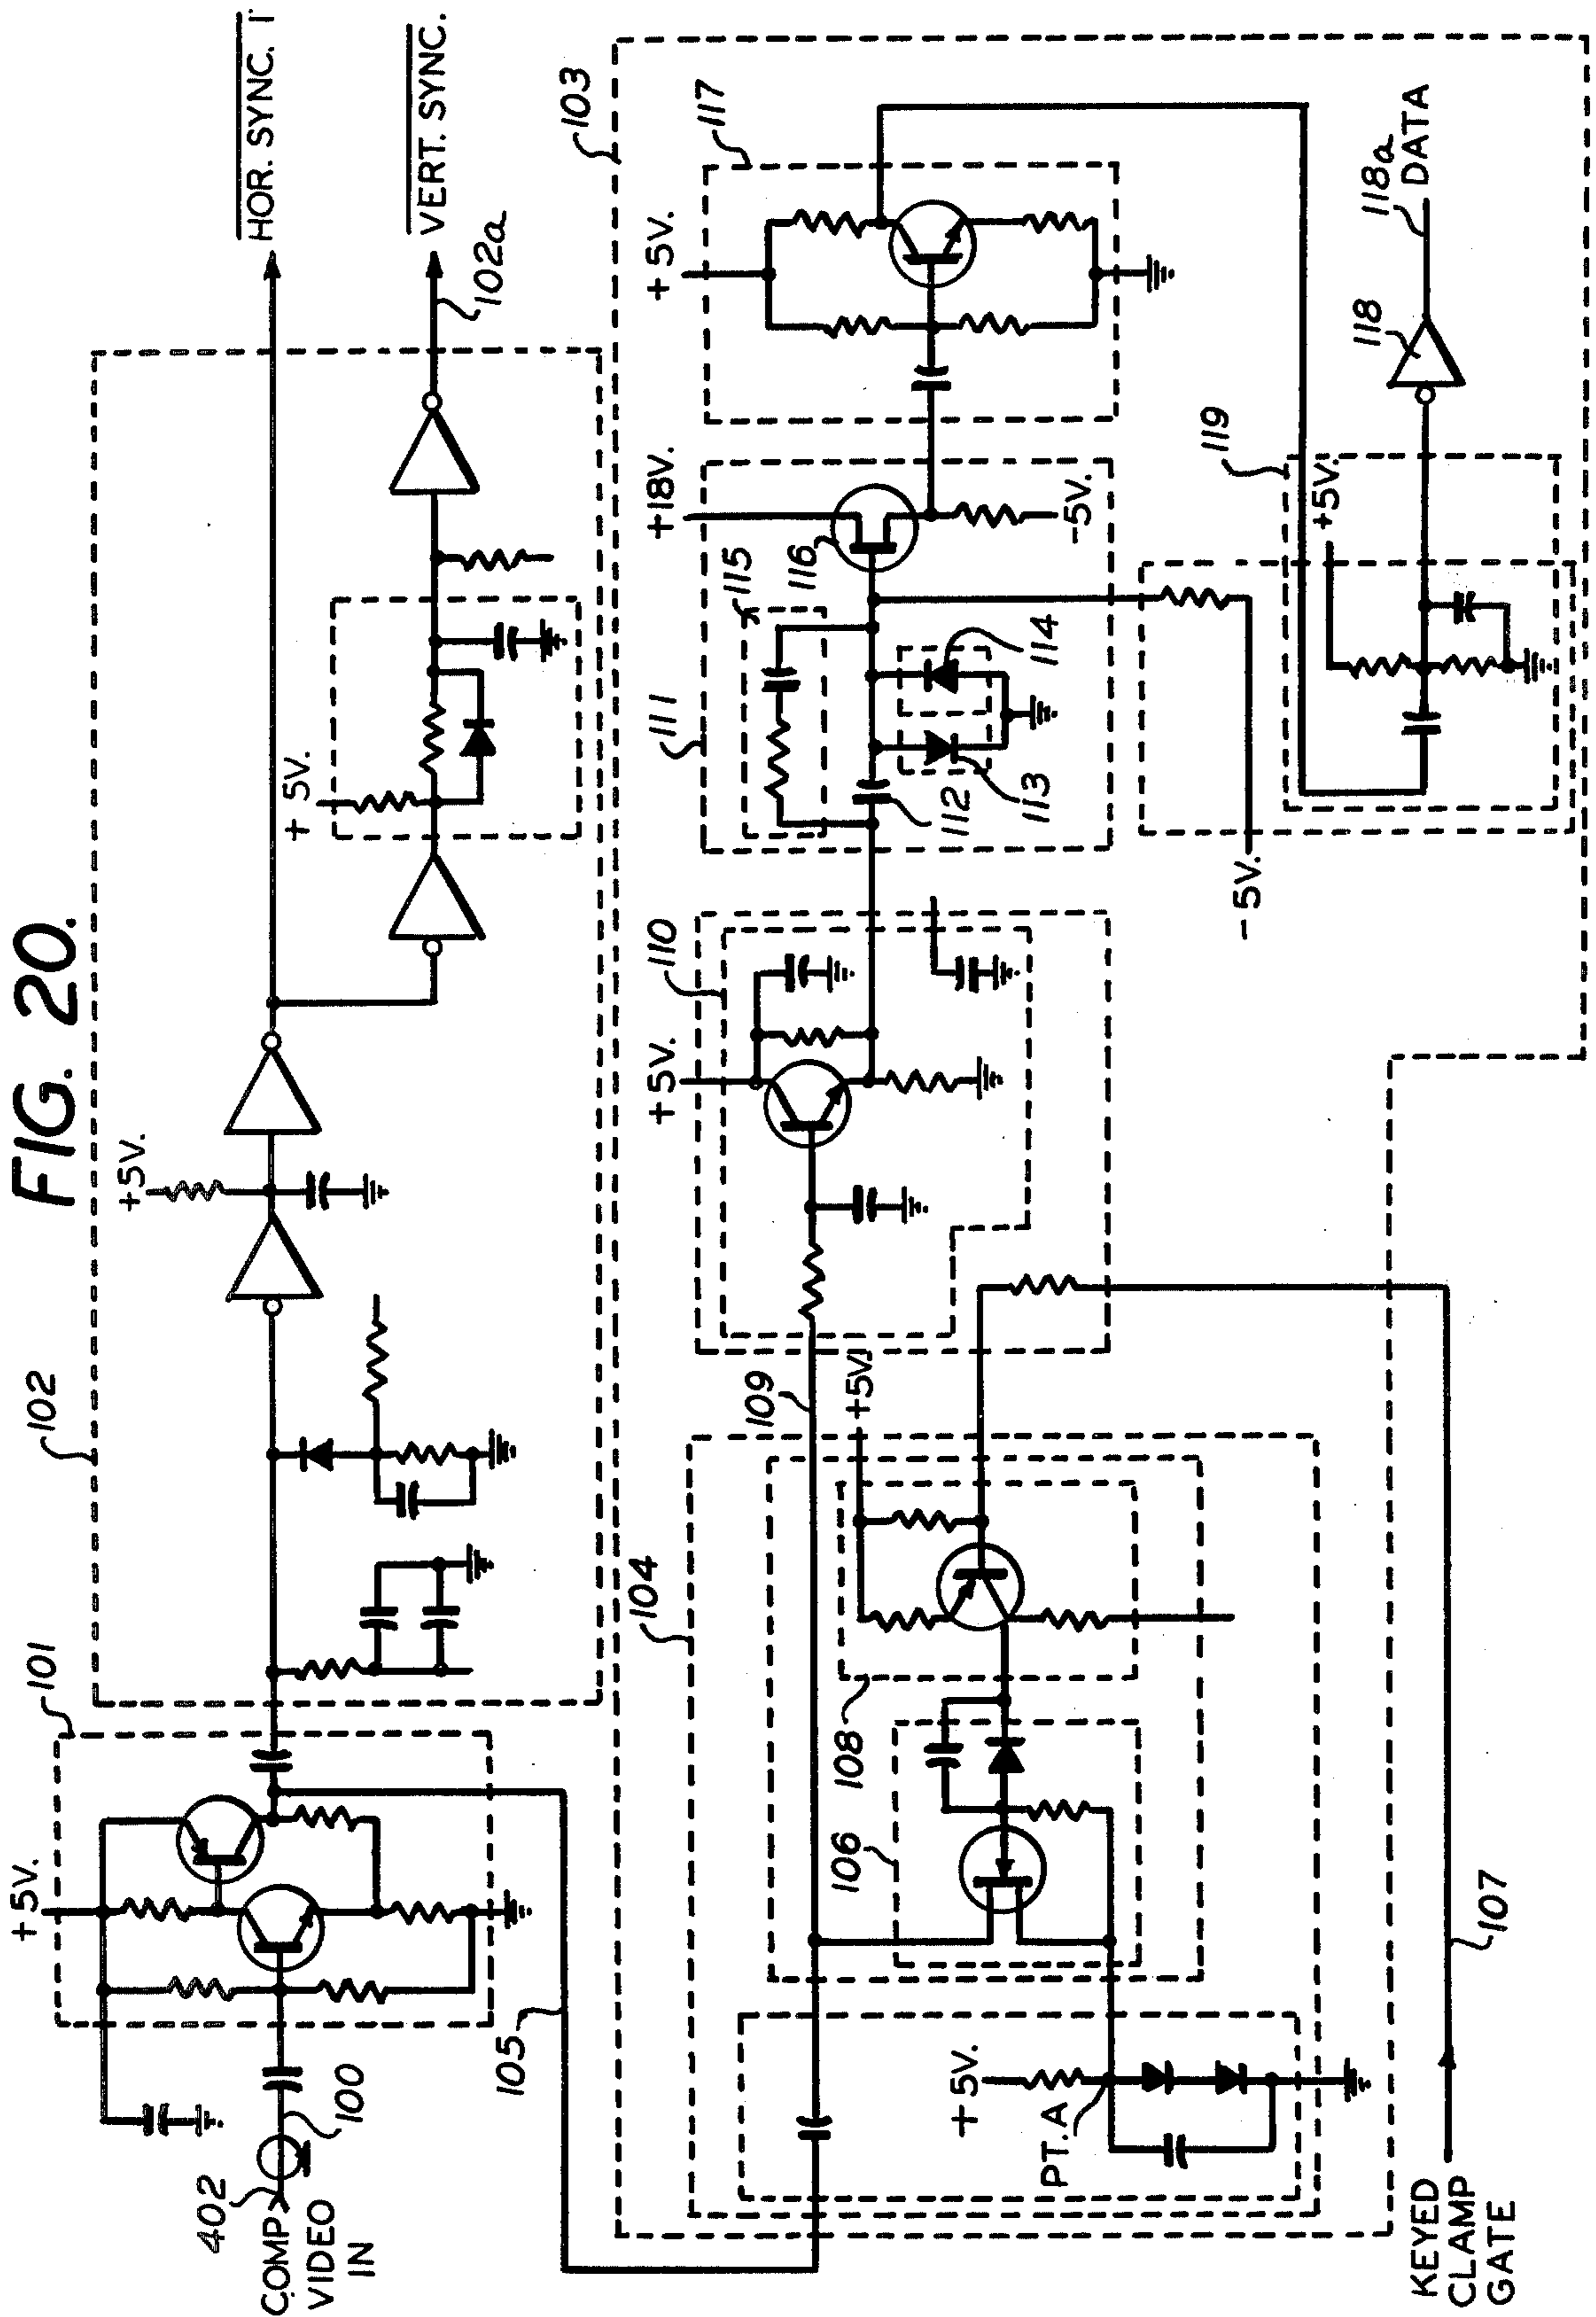 FIG. 20.
HOR. SYNC. 1
VERT. SYNC.
102a
102
+5V.
+ 5V.
101
+5V.
402
COMP
VIDEO
IN
100
105
103
117
+5V.
+18V.
115
116
-5V.
111
114
113
112
110
+5V.
118a
DATA
118
119
+5V.
-5V.
109
+5V.
104
108
106
+5V.
PT.A
107
KEYED
CLAMP
GATE